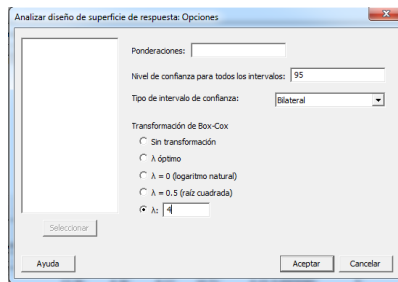 Analizar diseño de superficie de respuesta: Opciones
Ponderaciones:
Nivel de confianza para todos los intervalos: 95
Tipo de intervalo de confianza: Bilateral
Transformación de Box-Cox
Sin transformación
λ óptimo
λ = 0 (logaritmo natural)
λ = 0.5 (raíz cuadrada)
λ: 4
Seleccionar
Ayuda Aceptar Cancelar